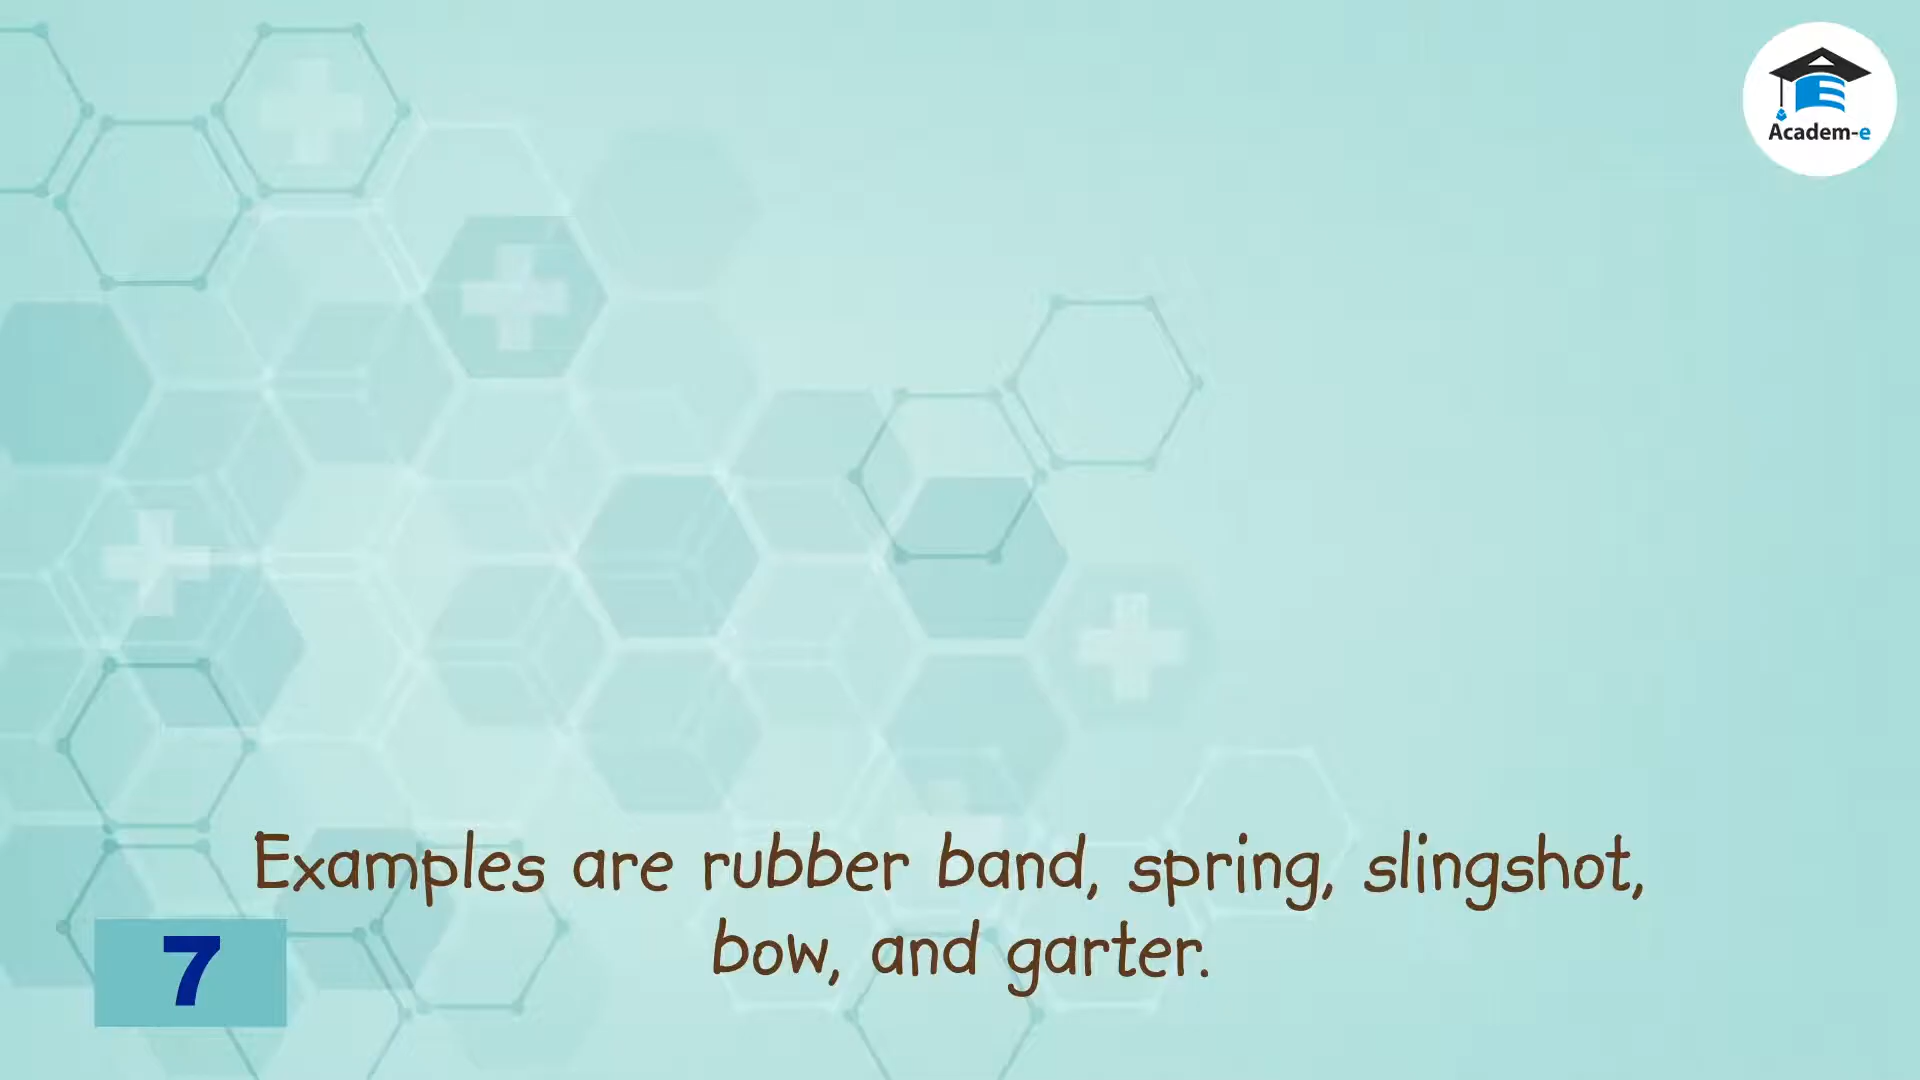 Academ-e
Examples are rubber band, spring, slingshot,
bow, and garter.
7